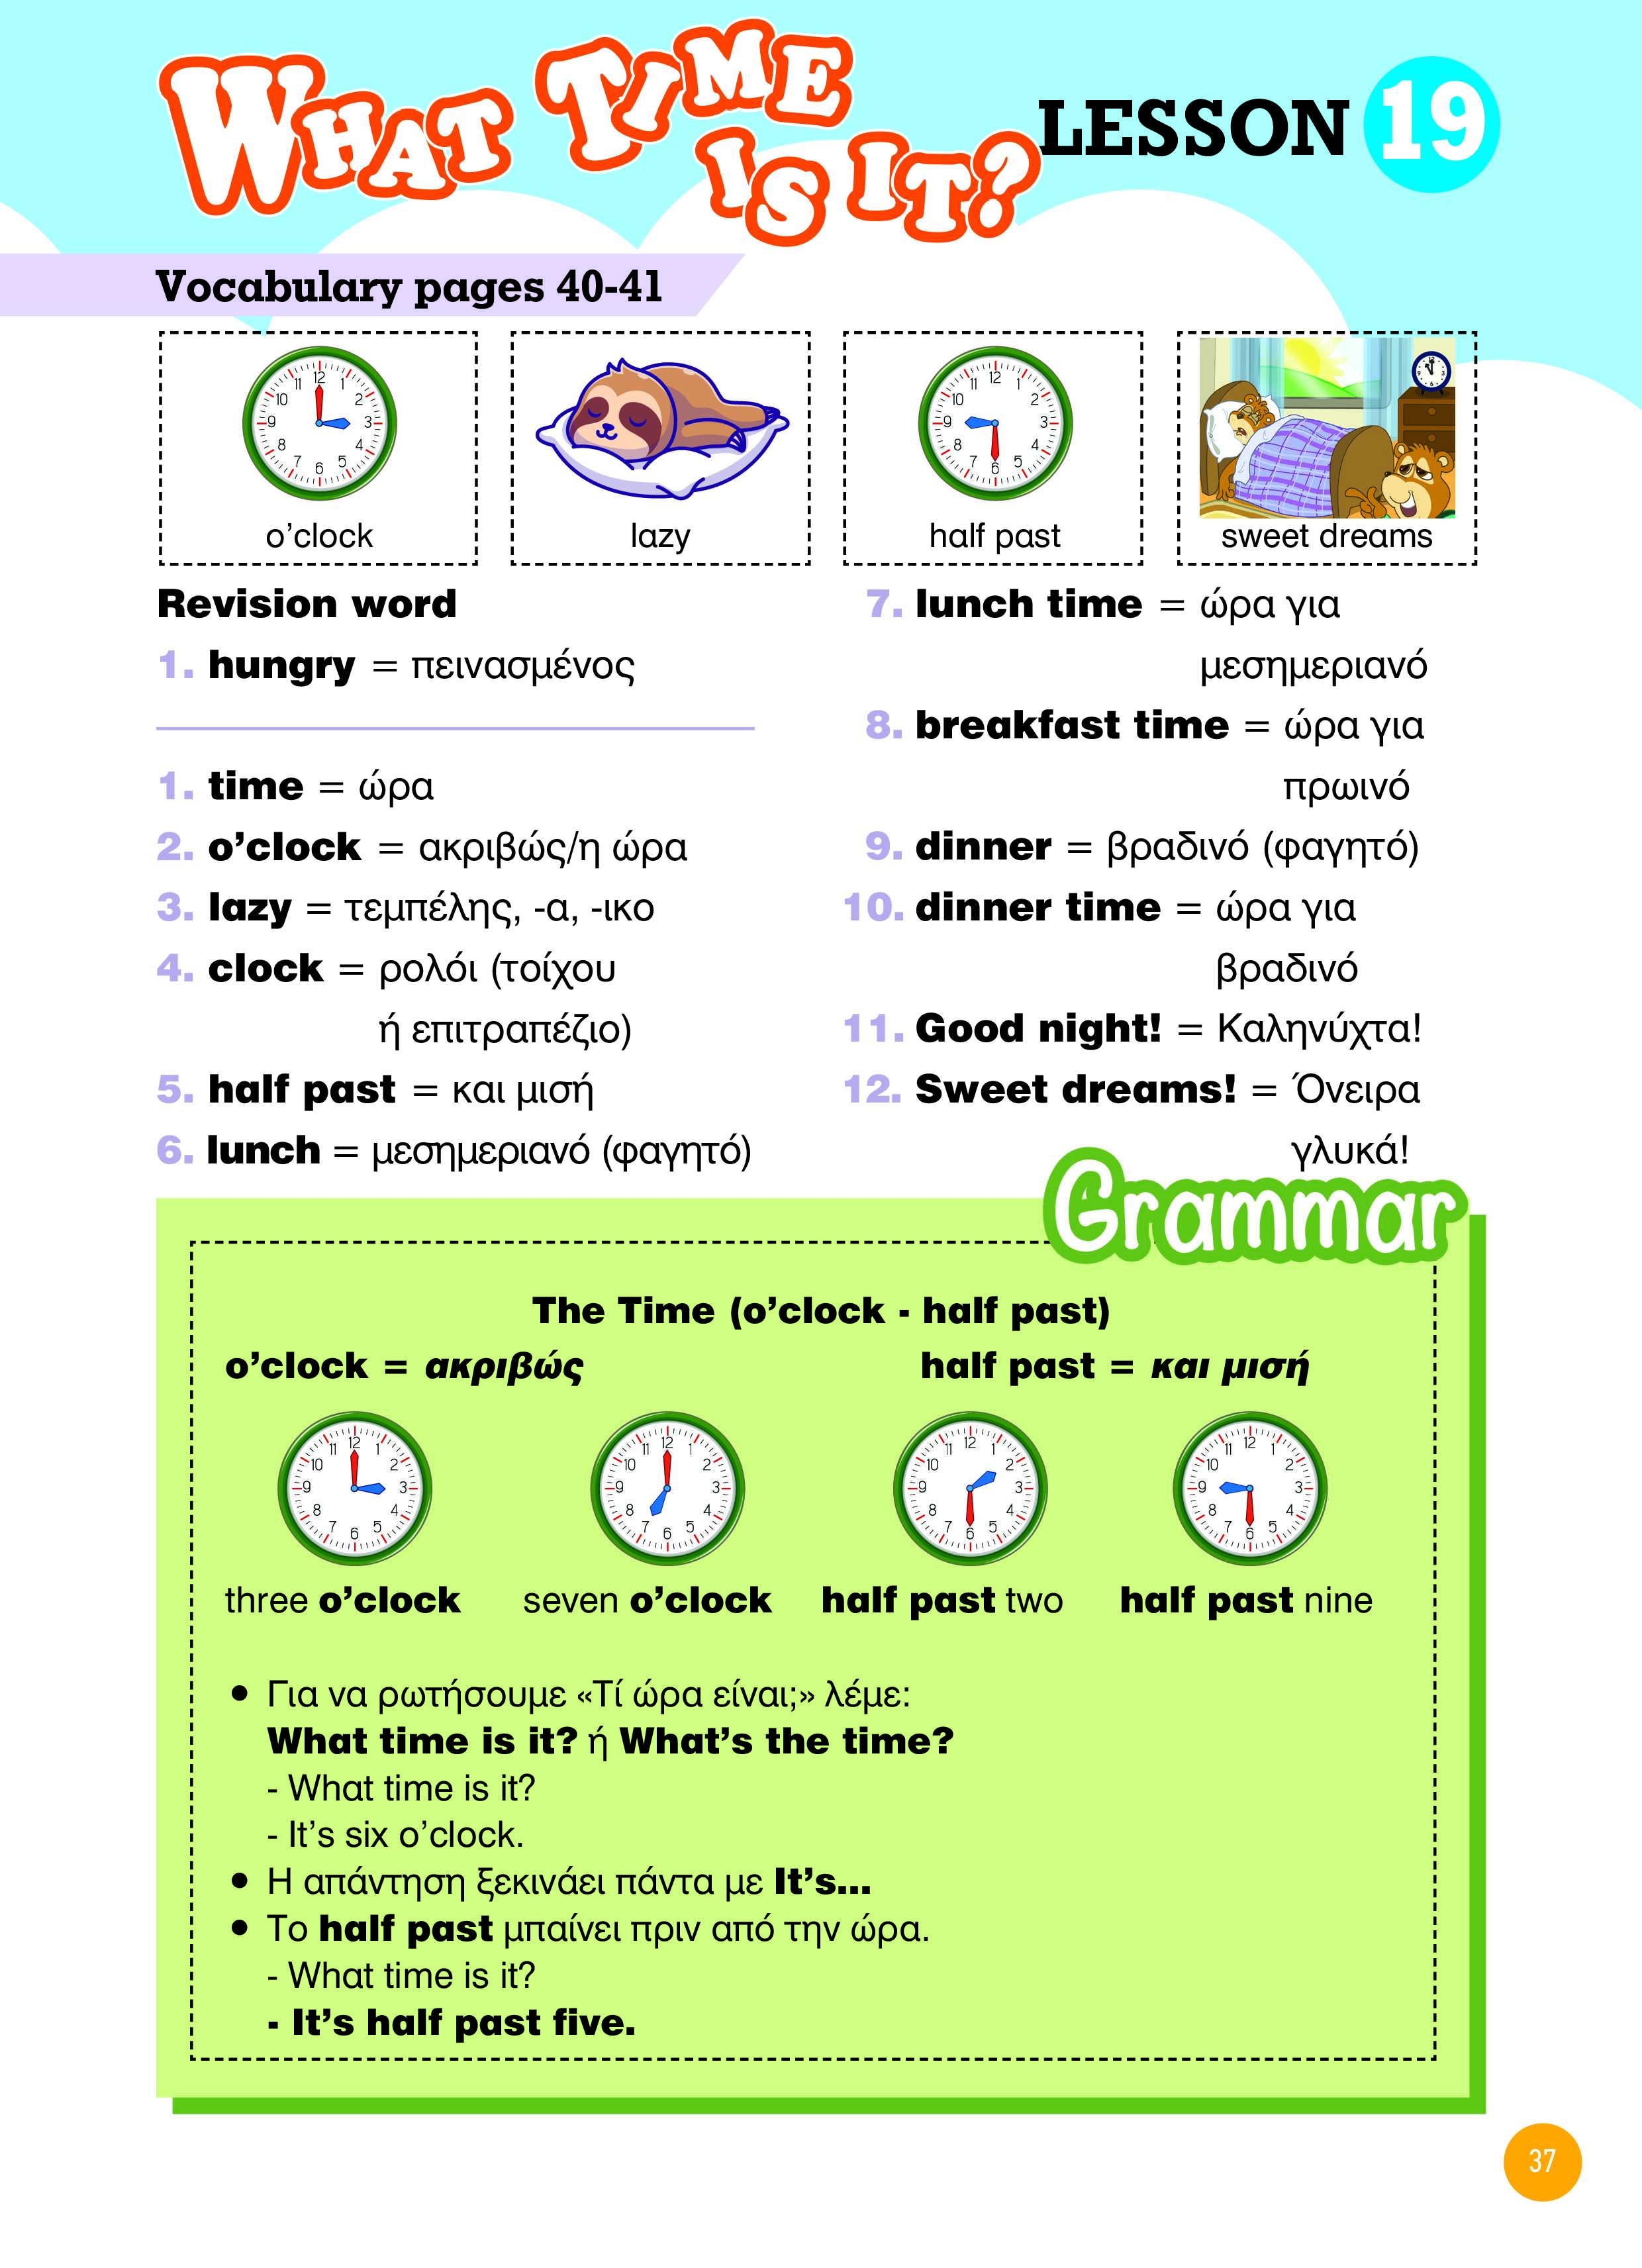 WHAT TIME IS IT?
LESSON 19
Vocabulary pages 40-41
o'clock
lazy
half past
sweet dreams
Revision word
1. hungry = πεινασμένος
1. time = ώρα
2. o'clock = ακριβώς/η ώρα
3. lazy = τεμπέλης, -α, -ικο
4. clock = ρολόι (τοίχου
ή επιτραπέζιο)
5. half past = και μισή
6. lunch = μεσημεριανό (φαγητό)
7. lunch time = ώρα για
μεσημεριανό
8. breakfast time = ώρα για
πρωινό
9. dinner = βραδινό (φαγητό)
10. dinner time = ώρα για
βραδινό
11. Good night! = Καληνύχτα!
12. Sweet dreams! = Όνειρα
γλυκά!
Grammar
The Time (o'clock - half past)
o'clock = ακριβώς
half past = και μισή
three o'clock
seven o'clock
half past two
half past nine
• Για να ρωτήσουμε «Τί ώρα είναι;» λέμε:
What time is it? ή What's the time?
- What time is it?
- It's six o'clock.
• Η απάντηση ξεκινάει πάντα με It's...
• Το half past μπαίνει πριν από την ώρα.
- What time is it?
- It's half past five.
37